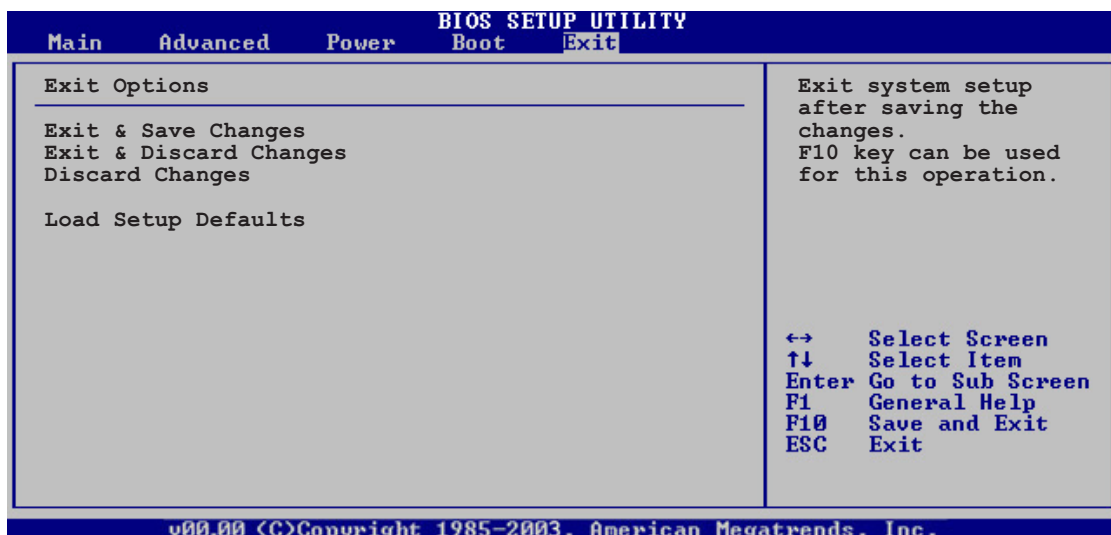 BIOS SETUP UTILITY
Main Advanced Power Boot Exit
Exit Options
Exit & Save Changes
Exit & Discard Changes
Discard Changes
Load Setup Defaults
Exit system setup
after saving the
changes.
F10 key can be used
for this operation.
←→ Select Screen
↑↓ Select Item
Enter Go to Sub Screen
F1 General Help
F10 Save and Exit
ESC Exit
v00.00 (C)Copyright 1985-2003, American Megatrends, Inc.